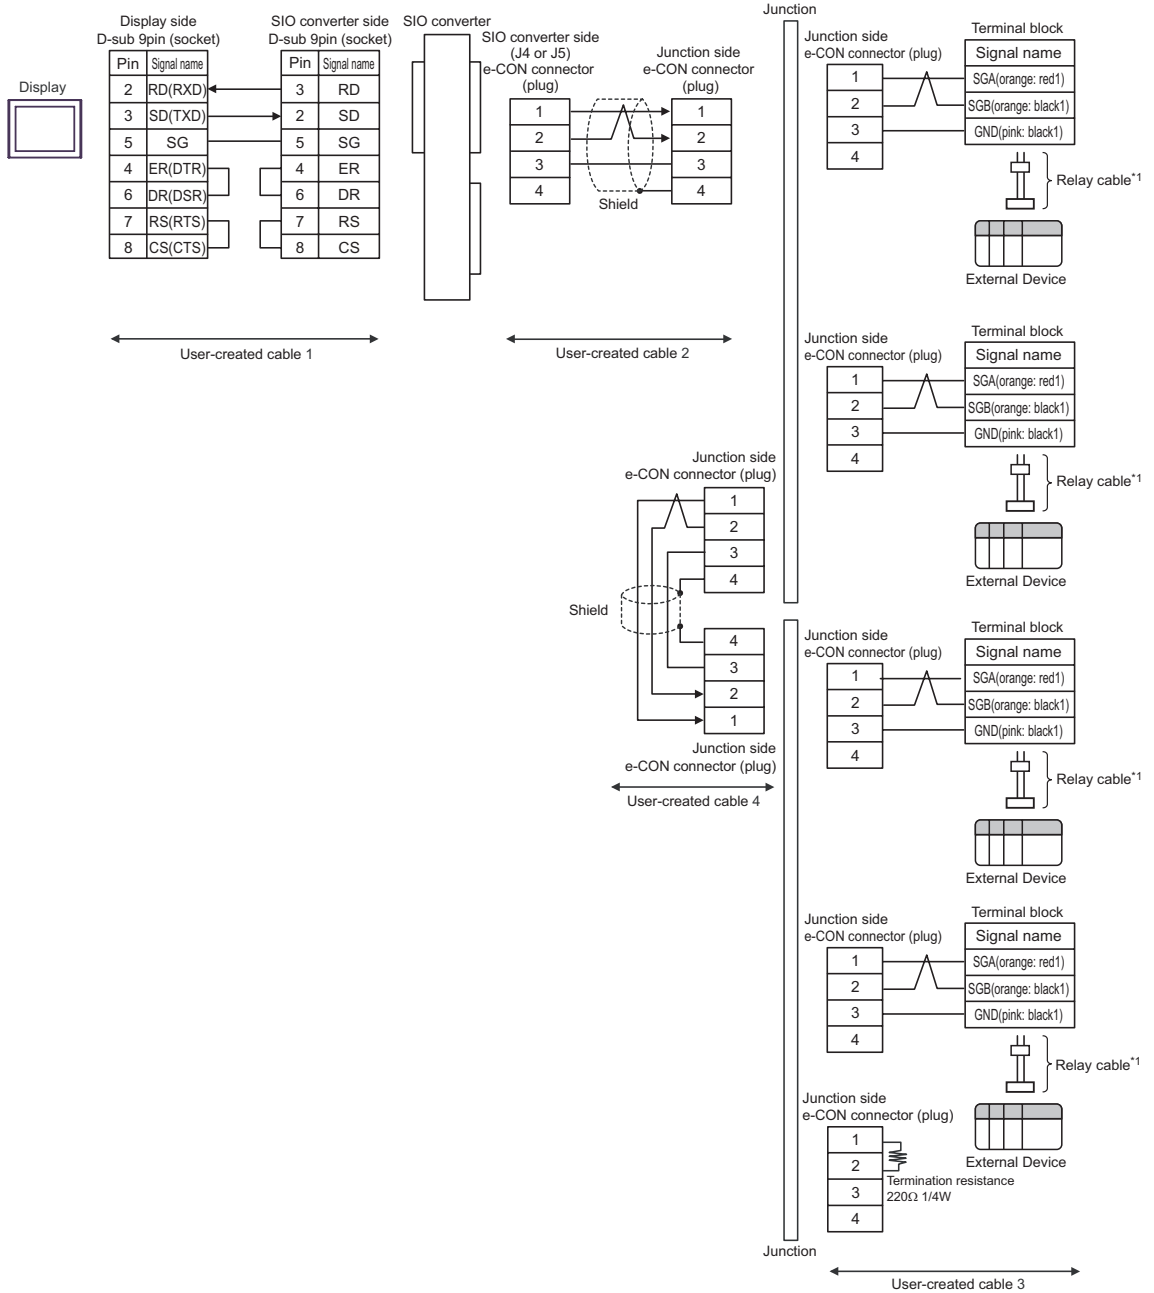 Display
Display side
D-sub 9pin (socket)
Pin Signal name
2 RD(RXD)
3 SD(TXD)
5 SG
4 ER(DTR)
6 DR(DSR)
7 RS(RTS)
8 CS(CTS)
SIO converter side
D-sub 9pin (socket)
Pin Signal name
3 RD
2 SD
5 SG
4 ER
6 DR
7 RS
8 CS
User-created cable 1
SIO converter
SIO converter side
(J4 or J5)
e-CON connector
(plug)
1
2
3
4
Shield
Junction side
e-CON connector
(plug)
1
2
3
4
User-created cable 2
Junction side
e-CON connector (plug)
1
2
3
4
Shield
4
3
2
1
Junction side
e-CON connector (plug)
User-created cable 4
Junction
Junction side
e-CON connector (plug)
1
2
3
4
Terminal block
Signal name
SGA(orange: red1)
SGB(orange: black1)
GND(pink: black1)
Relay cable*1
External Device
Junction side
e-CON connector (plug)
1
2
3
4
Terminal block
Signal name
SGA(orange: red1)
SGB(orange: black1)
GND(pink: black1)
Relay cable*1
External Device
Junction side
e-CON connector (plug)
1
2
3
4
Terminal block
Signal name
SGA(orange: red1)
SGB(orange: black1)
GND(pink: black1)
Relay cable*1
External Device
Junction side
e-CON connector (plug)
1
2
3
4
Terminal block
Signal name
SGA(orange: red1)
SGB(orange: black1)
GND(pink: black1)
Relay cable*1
External Device
Junction side
e-CON connector (plug)
1
2
3
4
Termination resistance
220Ω 1/4W
Junction
User-created cable 3